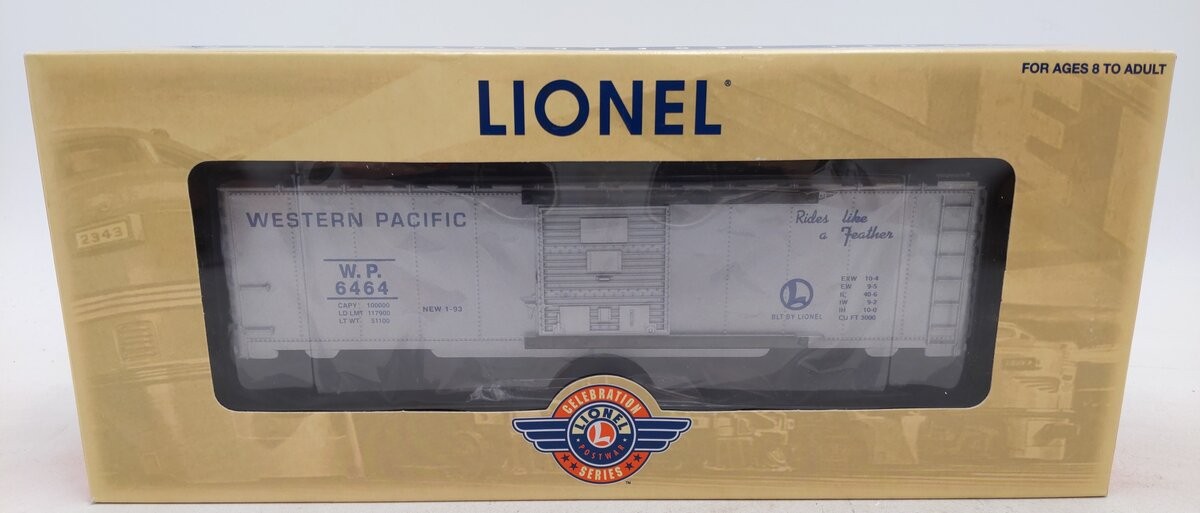 FOR AGES 8 TO ADULT
LIONEL®
2343
WESTERN PACIFIC
W.P.
6464
CAPY 100000
LD LMT 117900
LT WT. 51100
NEW 1-93
Rides like
a Feather
L
BLT BY LIONEL
EXW 10-4
EW 9-5
IL 40-6
IW 9-2
IH 10-0
CU FT 3090
CELEBRATION
LIONEL
L
POSTWAR
SERIES
™